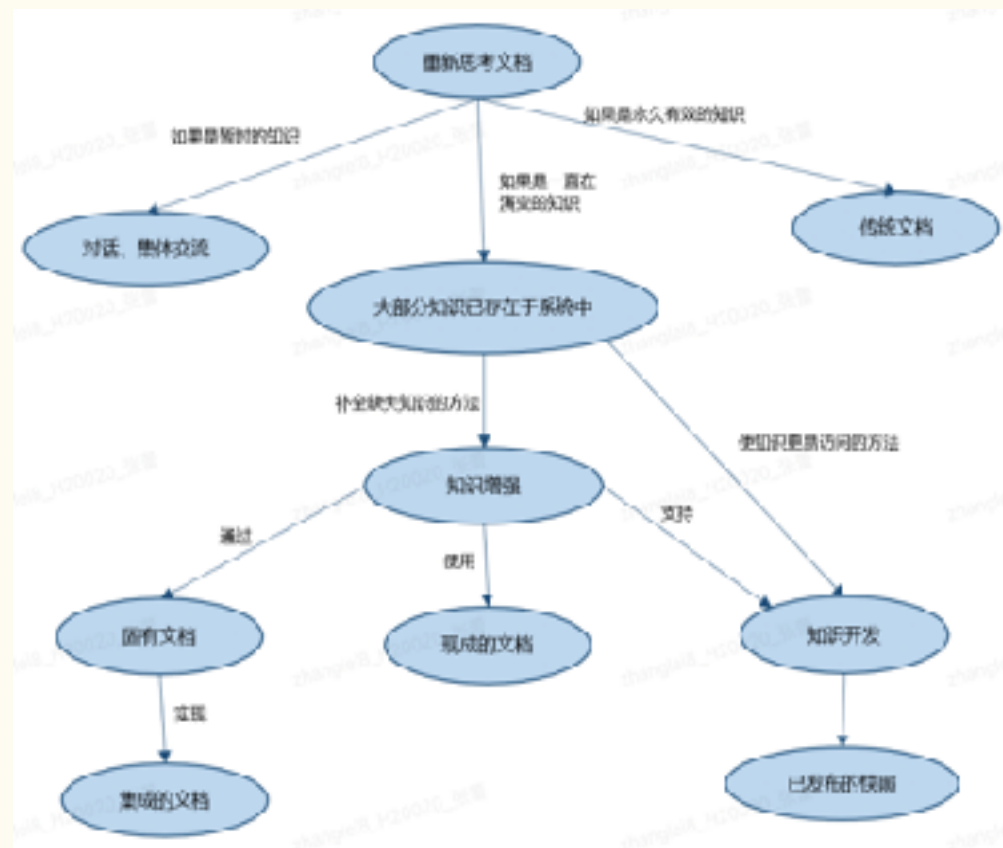 重新思考文档
如果是永久有效的知识
如果是暂时的知识
如果是一直在
演变的知识
传统文档
对话、集体交流
大部分知识已存在于系统中
补全缺失知识的方法
使知识更易访问的方法
知识增强
支持
通过
使用
固有文档
现成的文档
知识开发
实现
集成的文档
已发布的快照